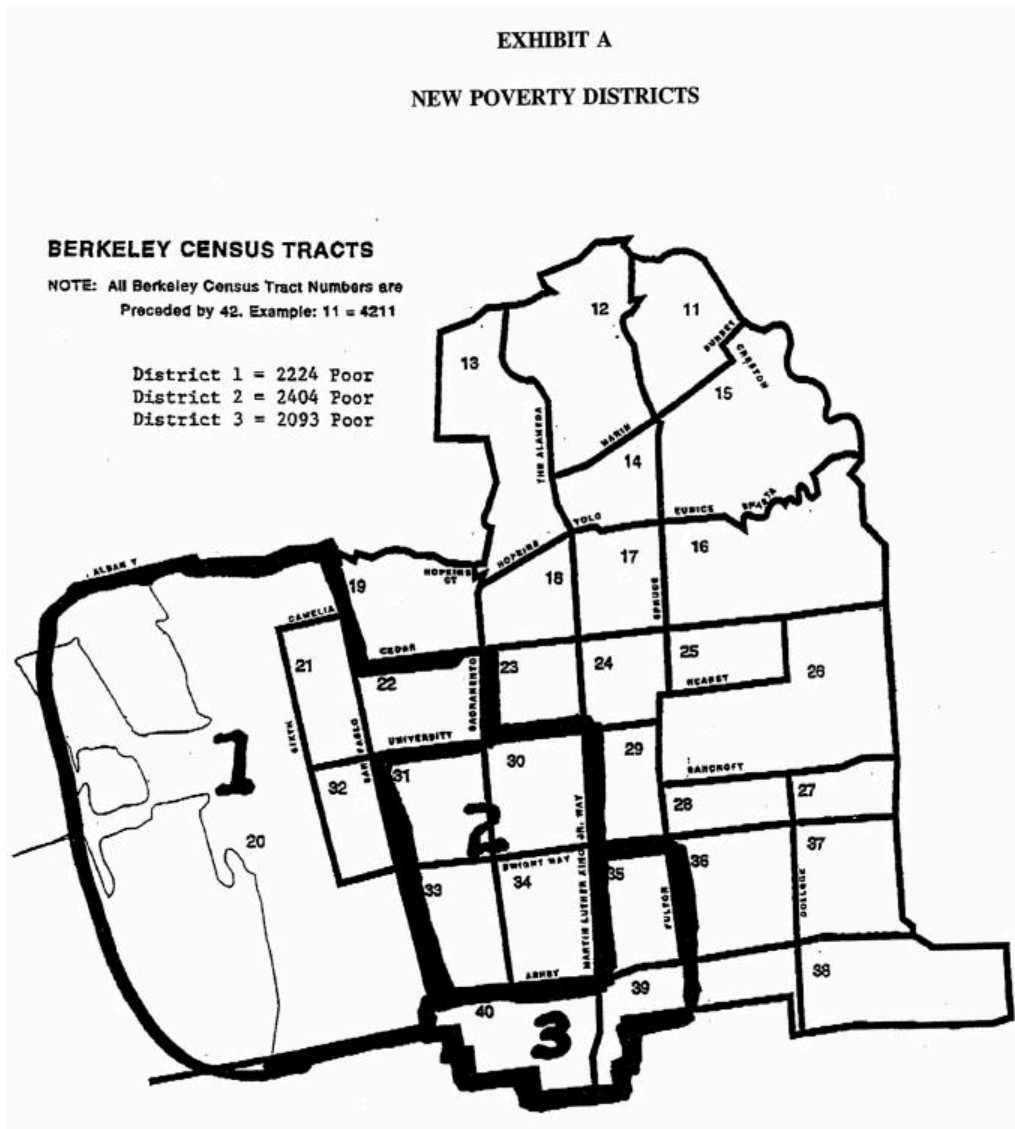 EXHIBIT A
NEW POVERTY DISTRICTS
BERKELEY CENSUS TRACTS
NOTE: All Berkeley Census Tract Numbers are
Preceded by 42. Example: 11 = 4211
District 1 = 2224 Poor
District 2 = 2404 Poor
District 3 = 2093 Poor
12
11
13
SUNSET
CRESTON
15
THE ALAMEDA
MARIN
14
YOLO
EUNICE
SPARTA
ALBANY
HOPKINS CT
HOPKINS
17
16
19
18
SPRUCE
CAMELIA
CEDAR
21
22
SACRAMENTO
23
24
25
26
HEARST
SIXTH
SAN PABLO
UNIVERSITY
1
31
30
29
BANCROFT
32
28
27
2
MARTIN LUTHER KING JR. WAY
20
DWIGHT WAY
33
34
35
FULTON
36
37
ASHBY
38
39
40
3